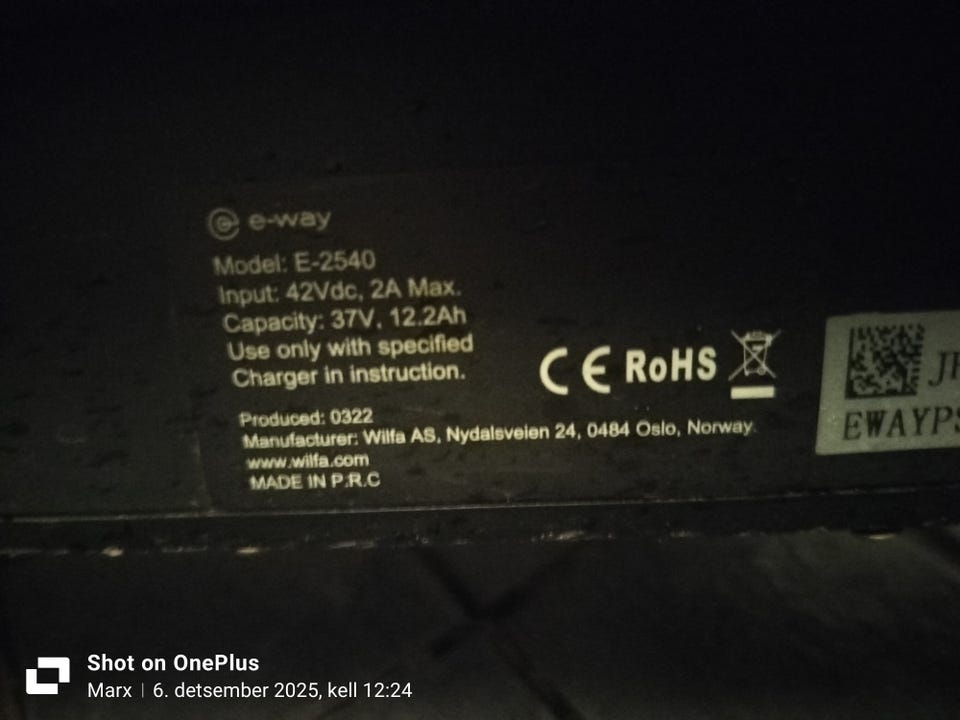 e-way
Model: E-2540
Input: 42Vdc, 2A Max.
Capacity: 37V, 12.2Ah
Use only with specified
Charger in instruction.
CE RoHS
Produced: 0322
Manufacturer: Wilfa AS, Nydalsveien 24, 0484 Oslo, Norway.
www.wilfa.com
MADE IN P.R.C
EWAYPS
Shot on OnePlus
Marx | 6. detsember 2025, kell 12:24